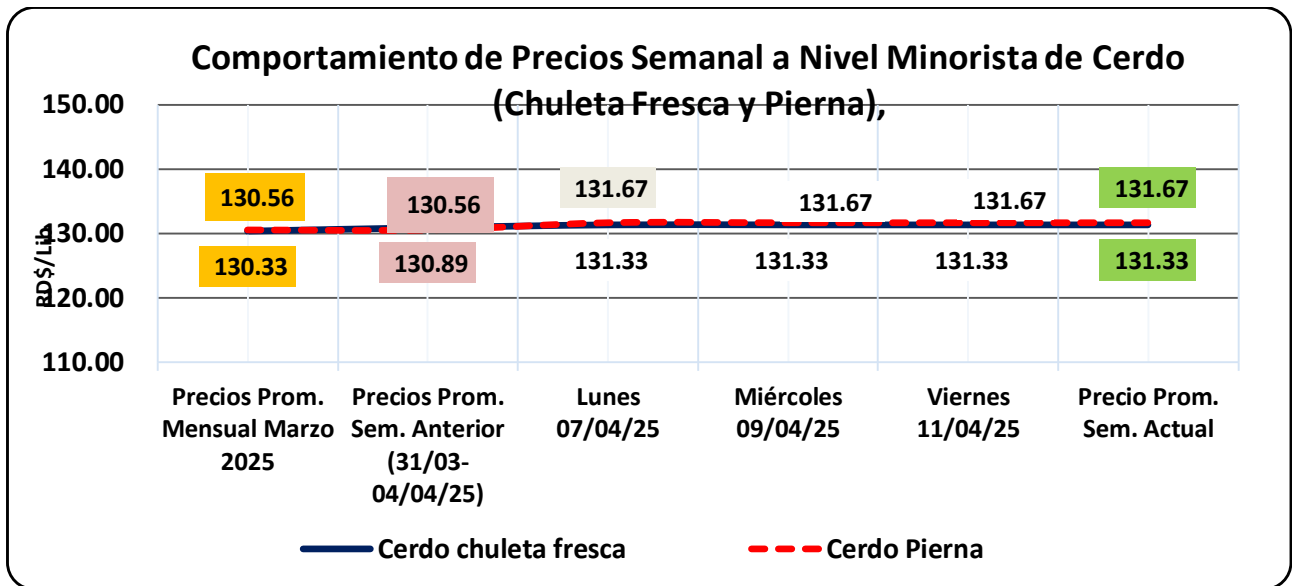 Comportamiento de Precios Semanal a Nivel Minorista de Cerdo
(Chuleta Fresca y Pierna),
150.00
140.00
130.00
120.00
110.00
RD$/Lib
130.56
130.56
131.67
131.67
131.67
131.67
130.33
130.89
131.33
131.33
131.33
131.33
Precios Prom.
Mensual Marzo
2025
Precios Prom.
Sem. Anterior
(31/03-
04/04/25)
Lunes
07/04/25
Miércoles
09/04/25
Viernes
11/04/25
Precio Prom.
Sem. Actual
Cerdo chuleta fresca
Cerdo Pierna